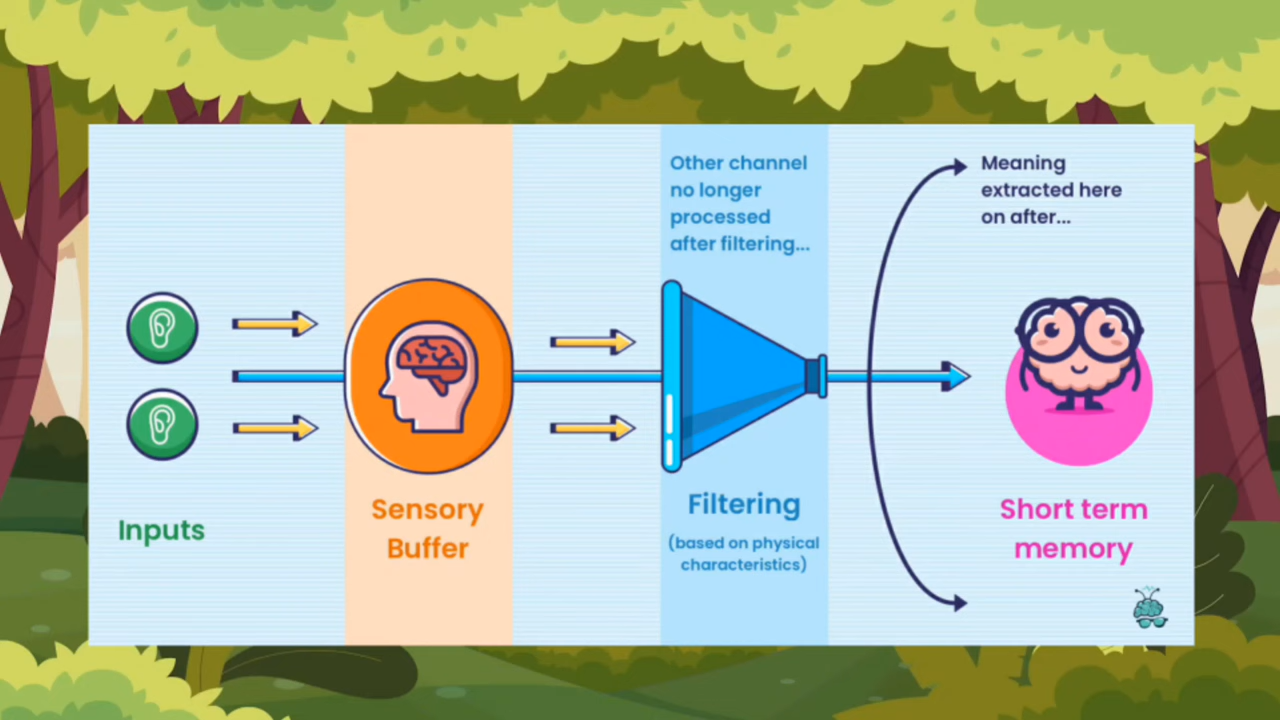 Inputs
Sensory
Buffer
Other channel
no longer
processed
after filtering...
Filtering
(based on physical
characteristics)
Meaning
extracted here
on after...
Short term
memory